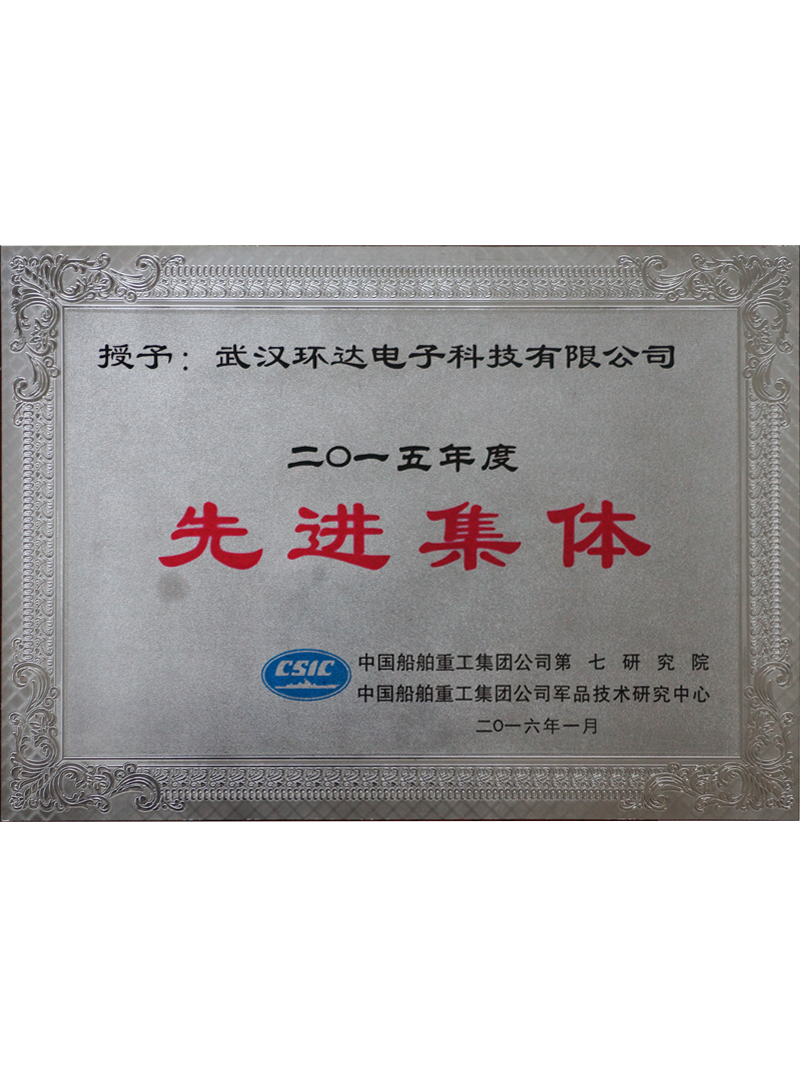 授予：武汉环达电子科技有限公司
二〇一五年度
先进集体
CSIC
中国船舶重工集团公司第七研究院
中国船舶重工集团公司军品技术研究中心
二〇一六年一月